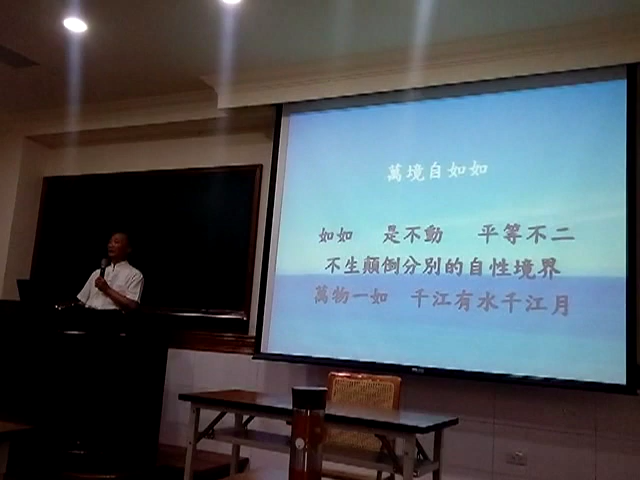 萬境自如如
如如 是不動 平等不二
不生顛倒分別的自性境界
萬物一如 千江有水千江月